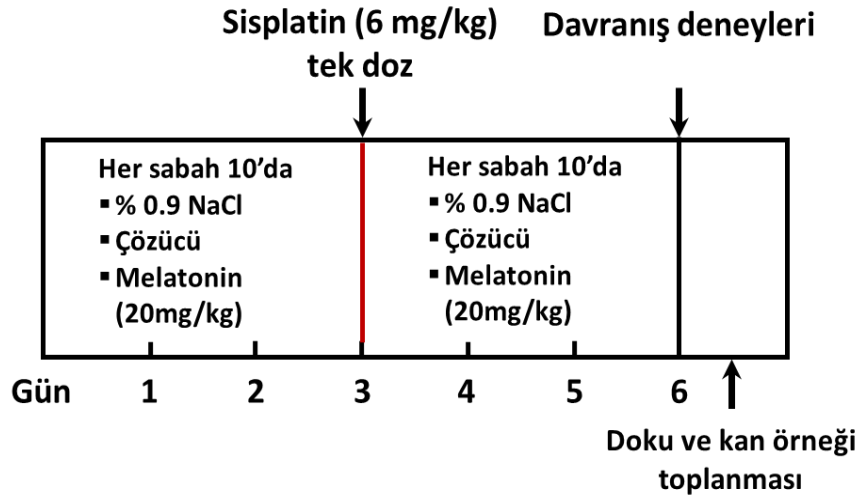 Sisplatin (6 mg/kg)
tek doz
Davranış deneyleri
Her sabah 10’da
▪ % 0.9 NaCl
▪ Çözücü
▪ Melatonin
(20mg/kg)
Her sabah 10’da
▪ % 0.9 NaCl
▪ Çözücü
▪ Melatonin
(20mg/kg)
Gün 1 2 3 4 5 6
Doku ve kan örneği
toplanması